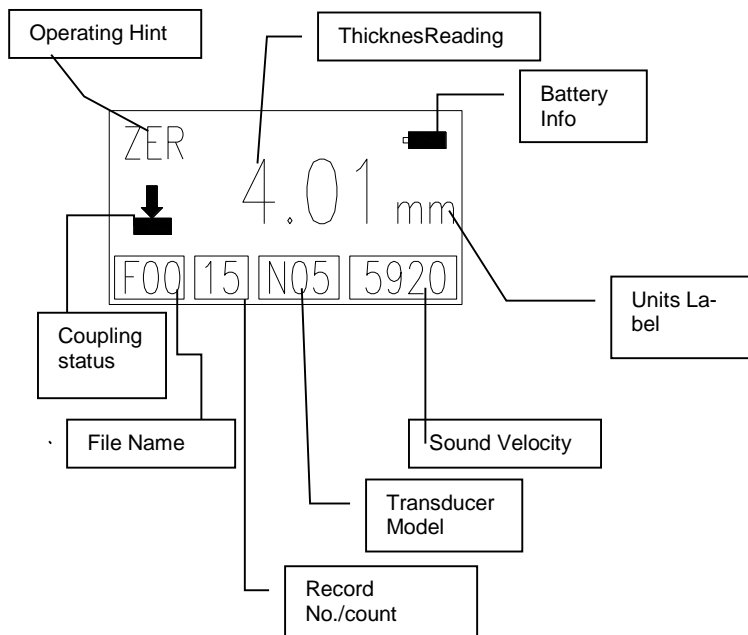 Operating Hint
ThicknesReading
Battery
Info
ZER
4.01 mm
F00 15 N05 5920
Units La-
bel
Coupling
status
File Name
Sound Velocity
Transducer
Model
Record
No./count